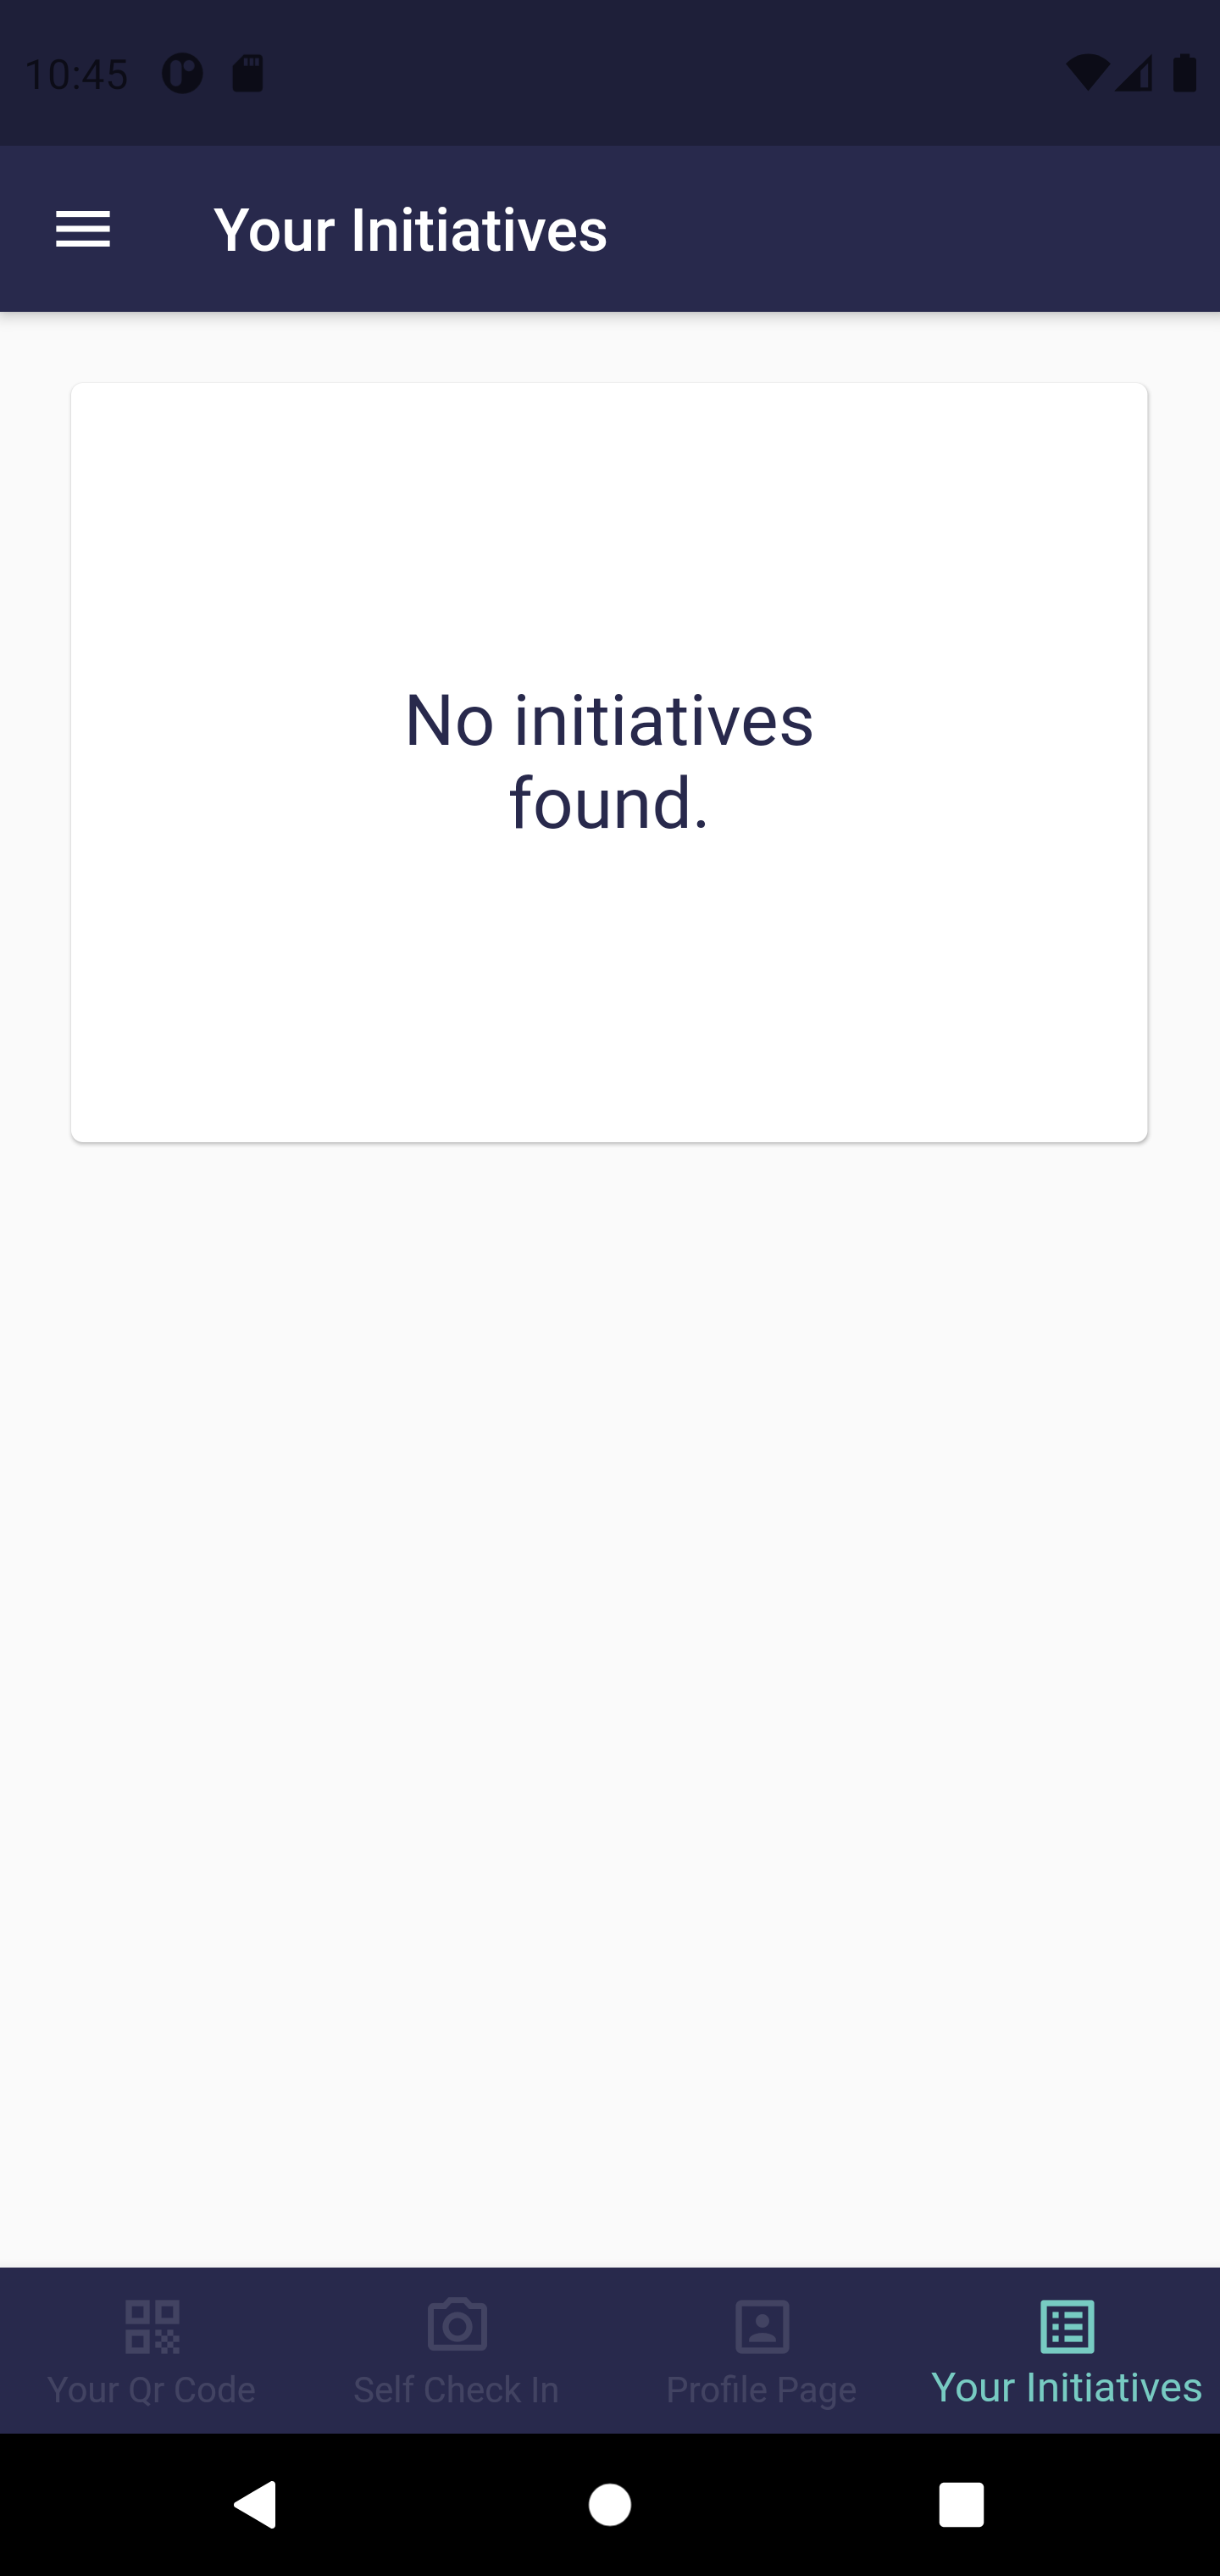 10:45
Your Initiatives
No initiatives
found.
Your Qr Code
Self Check In
Profile Page
Your Initiatives